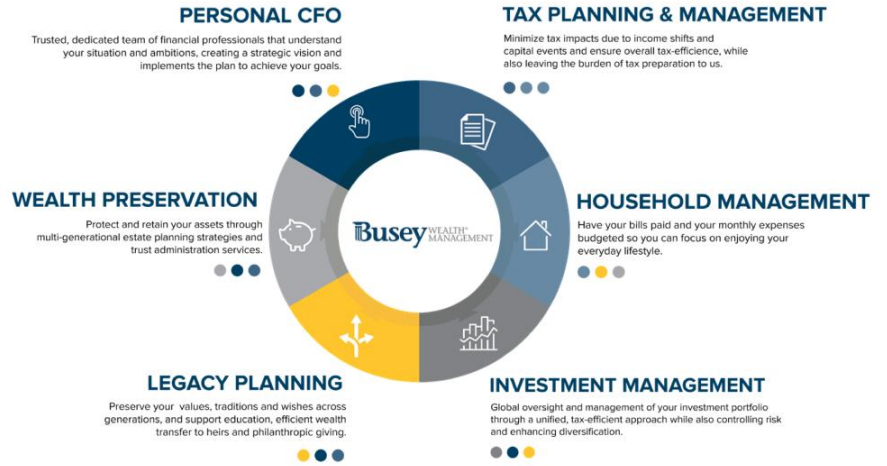 PERSONAL CFO
Trusted, dedicated team of financial professionals that understand
your situation and ambitions, creating a strategic vision and
implements the plan to achieve your goals.
TAX PLANNING & MANAGEMENT
Minimize tax impacts due to income shifts and
capital events and ensure overall tax-efficience, while
also leaving the burden of tax preparation to us.
WEALTH PRESERVATION
Protect and retain your assets through
multi-generational estate planning strategies and
trust administration services.
Busey WEALTH®
MANAGEMENT
HOUSEHOLD MANAGEMENT
Have your bills paid and your monthly expenses
budgeted so you can focus on enjoying your
everyday lifestyle.
LEGACY PLANNING
Preserve your values, traditions and wishes across
generations, and support education, efficient wealth
transfer to heirs and philanthropic giving.
INVESTMENT MANAGEMENT
Global oversight and management of your investment portfolio
through a unified, tax-efficient approach while also controlling risk
and enhancing diversification.